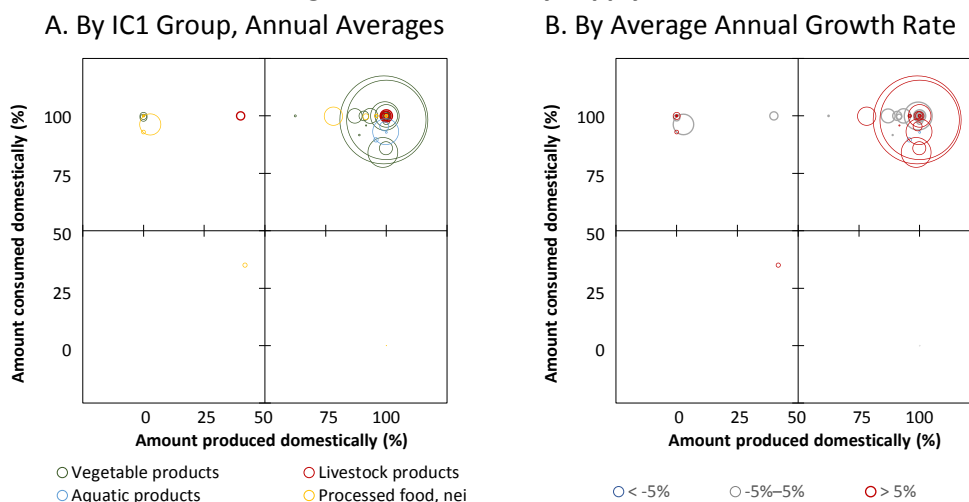 A. By IC1 Group, Annual Averages
B. By Average Annual Growth Rate
Amount consumed domestically (%)
100
75
50
25
0
0
25
50
75
100
Amount produced domestically (%)
Vegetable products
Livestock products
Aquatic products
Processed food, nei
Amount consumed domestically (%)
100
75
50
25
0
0
25
50
75
100
Amount produced domestically (%)
< -5%
-5%–5%
> 5%